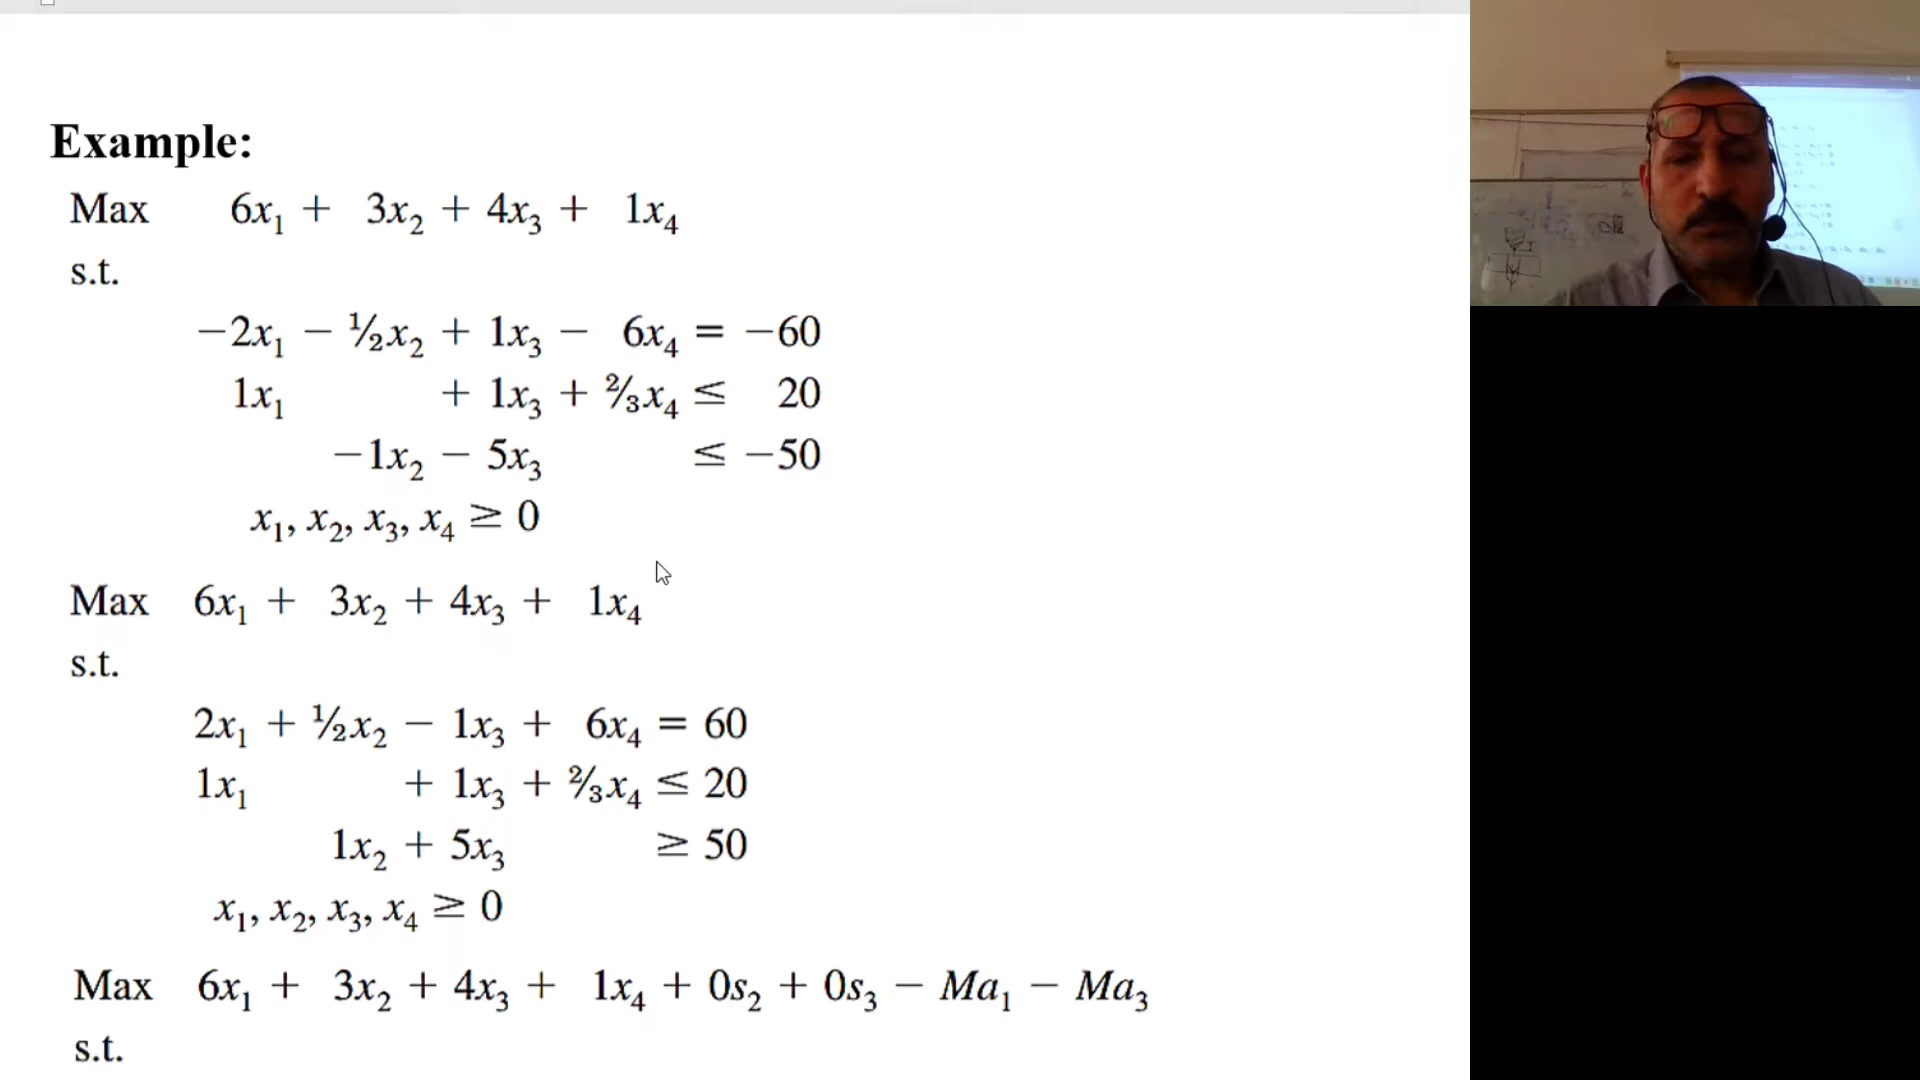 Example:
Max 6x₁ + 3x₂ + 4x₃ + 1x₄
s.t.
−2x₁ − ½x₂ + 1x₃ − 6x₄ = −60
1x₁ + 1x₃ + ⅔x₄ ≤ 20
−1x₂ − 5x₃ ≤ −50
x₁, x₂, x₃, x₄ ≥ 0
Max 6x₁ + 3x₂ + 4x₃ + 1x₄
s.t.
2x₁ + ½x₂ − 1x₃ + 6x₄ = 60
1x₁ + 1x₃ + ⅔x₄ ≤ 20
1x₂ + 5x₃ ≥ 50
x₁, x₂, x₃, x₄ ≥ 0
Max 6x₁ + 3x₂ + 4x₃ + 1x₄ + 0s₂ + 0s₃ − Ma₁ − Ma₃
s.t.